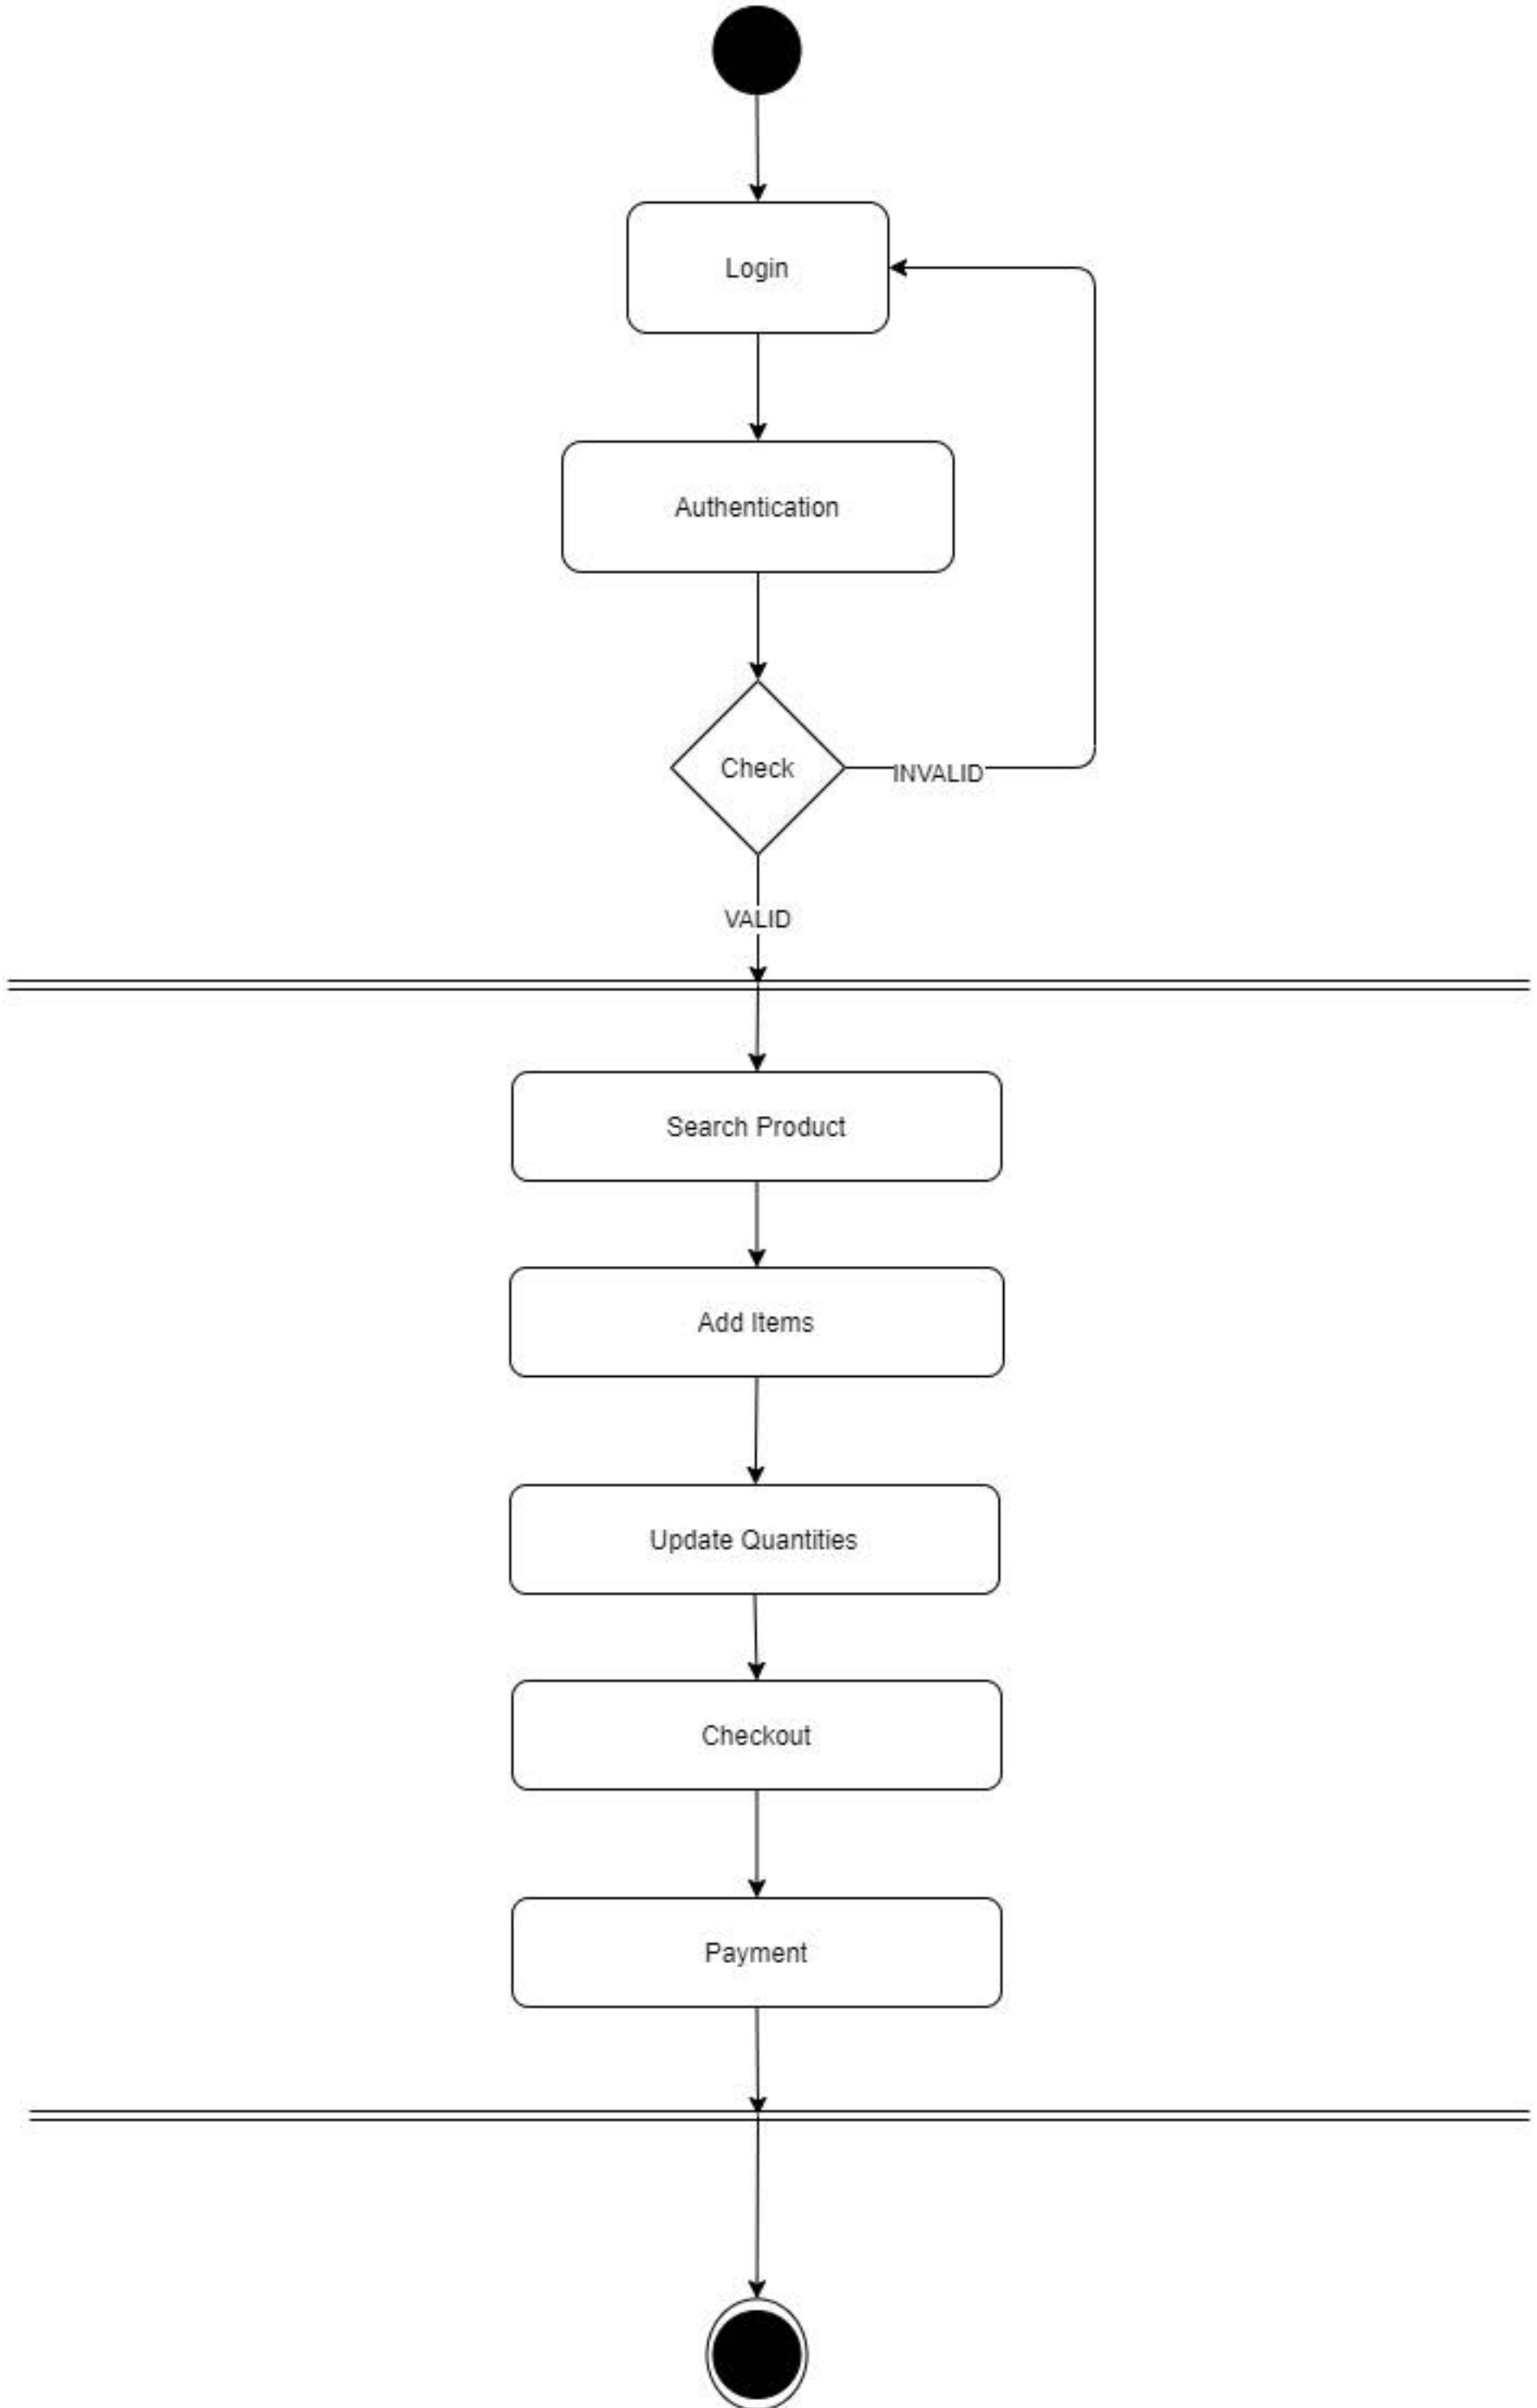 Login
Authentication
Check
INVALID
VALID
Search Product
Add Items
Update Quantities
Checkout
Payment